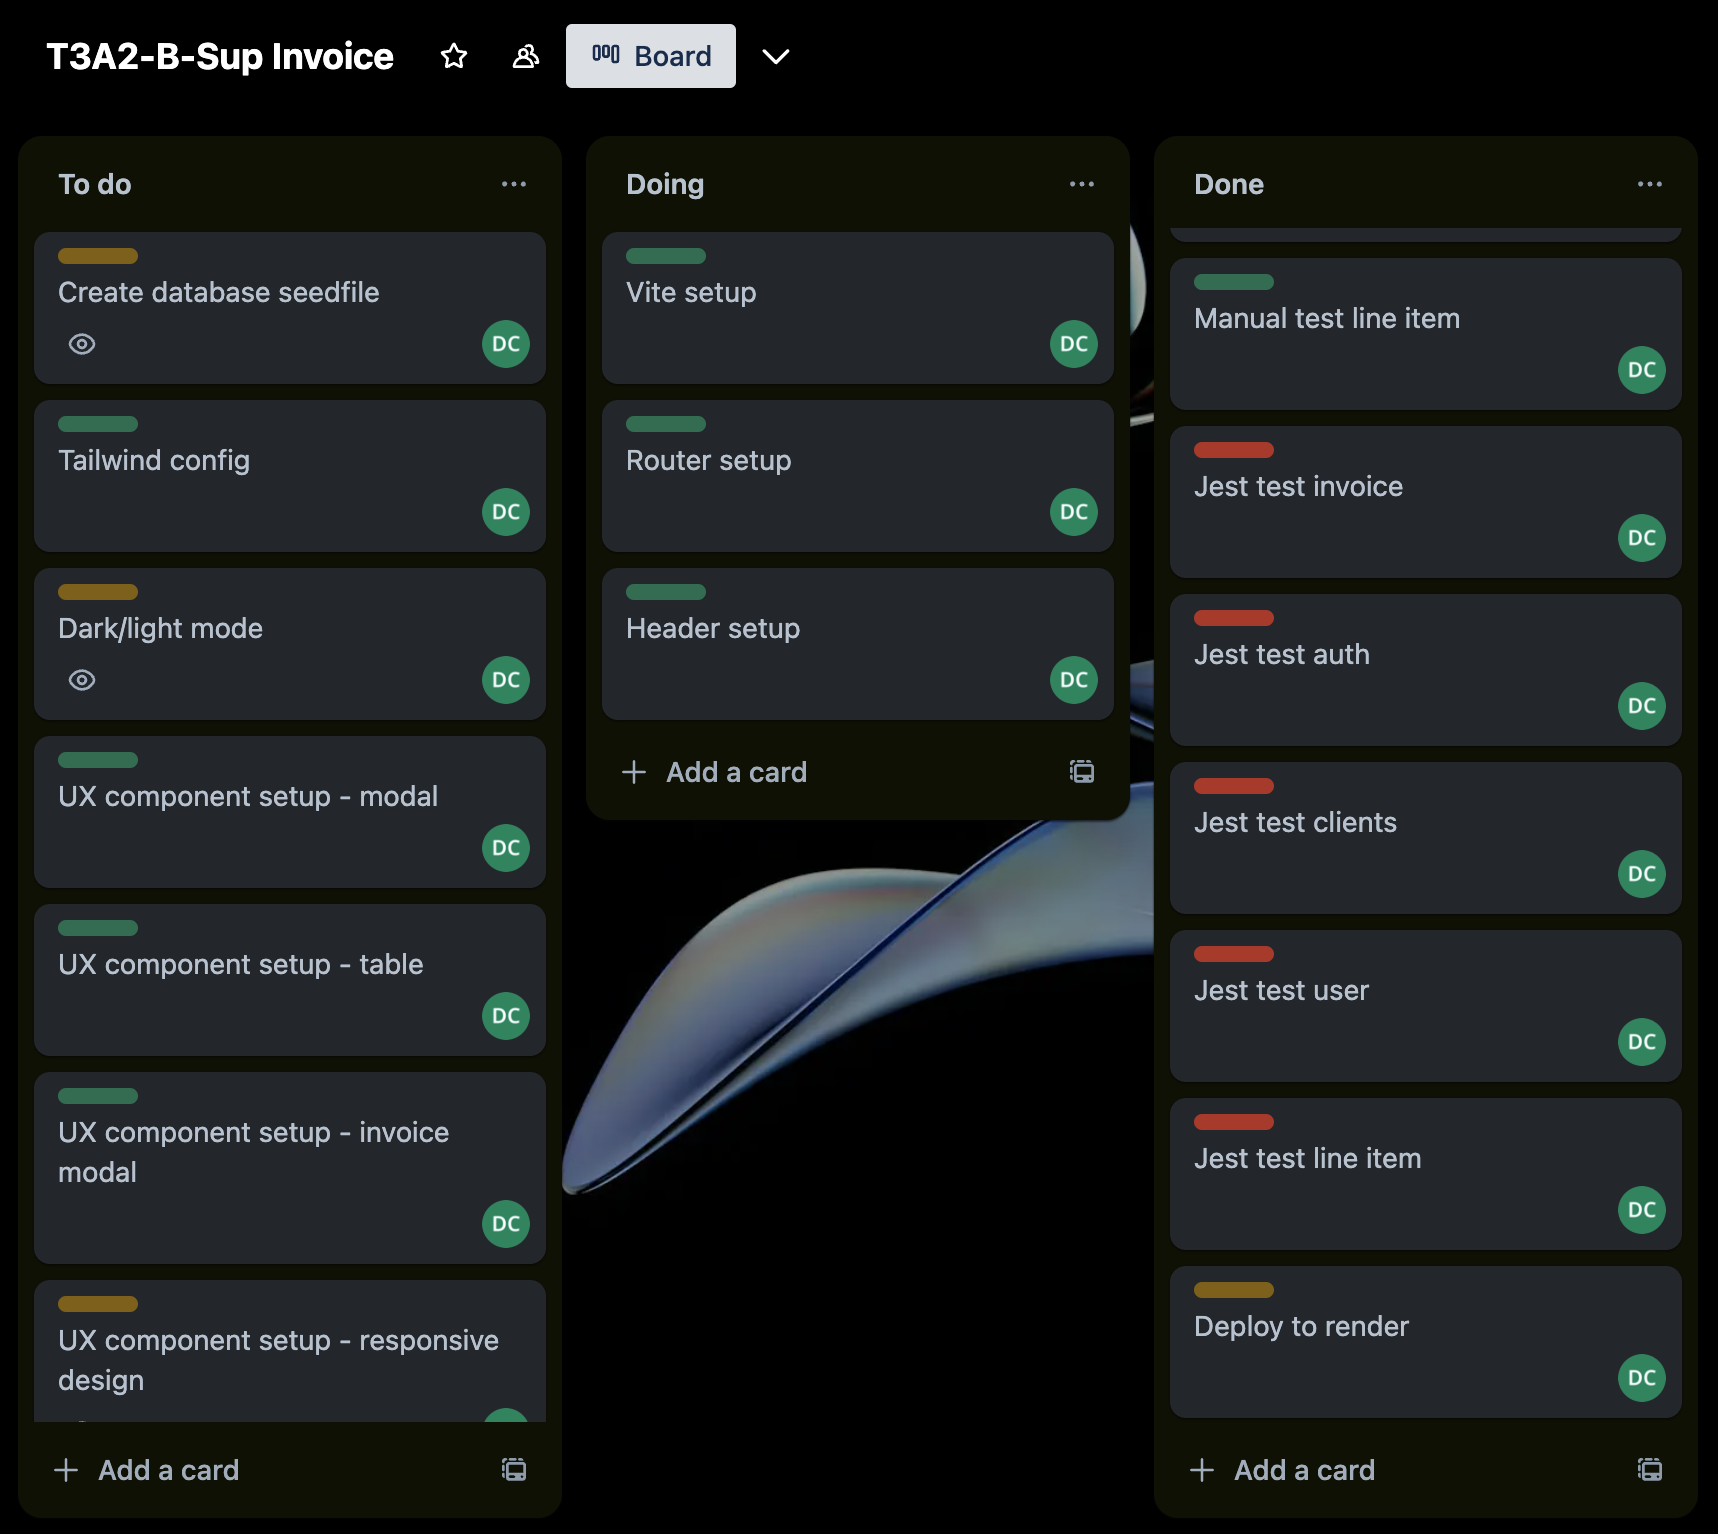 T3A2-B-Sup Invoice
Board
To do
Create database seedfile
DC
Tailwind config
DC
Dark/light mode
DC
UX component setup - modal
DC
UX component setup - table
DC
UX component setup - invoice
modal
DC
UX component setup - responsive
design
Add a card
Doing
Vite setup
DC
Router setup
DC
Header setup
DC
Add a card
Done
Manual test line item
DC
Jest test invoice
DC
Jest test auth
DC
Jest test clients
DC
Jest test user
DC
Jest test line item
DC
Deploy to render
DC
Add a card